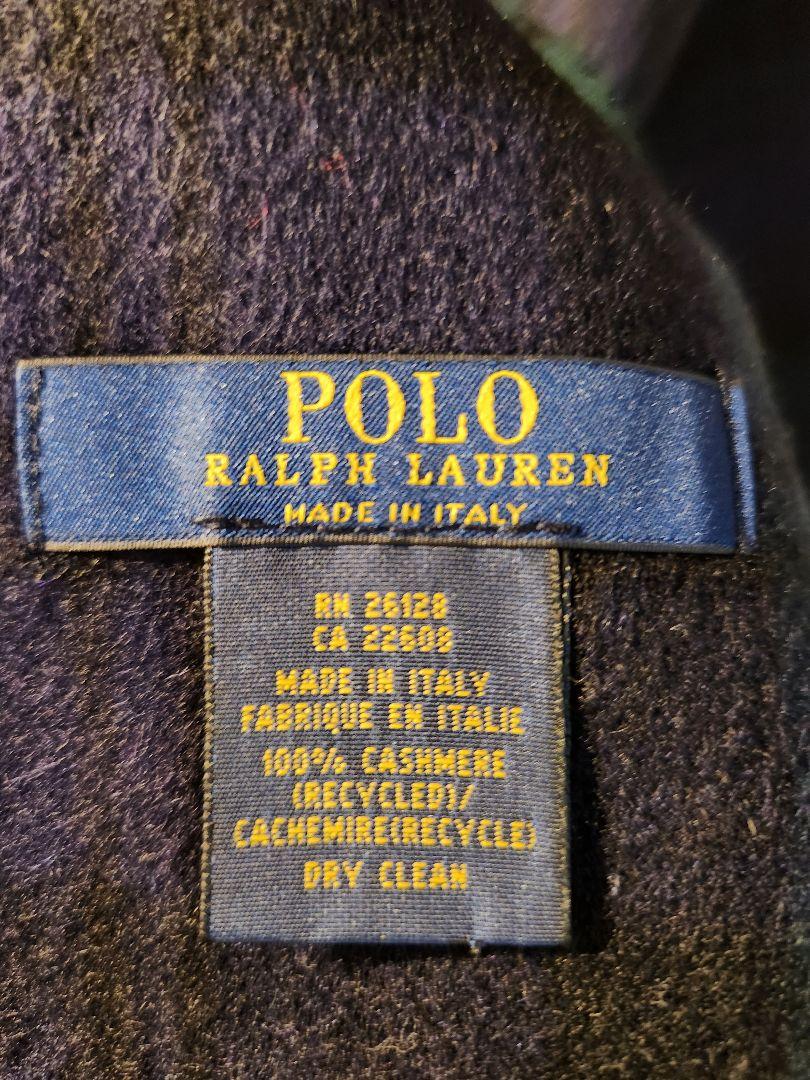 POLO
RALPH LAUREN
MADE IN ITALY
RN 26128
CA 22609
MADE IN ITALY
FABRIQUE EN ITALIE
100% CASHMERE
(RECYCLED)/
CACHEMIRE(RECYCLE)
DRY CLEAN